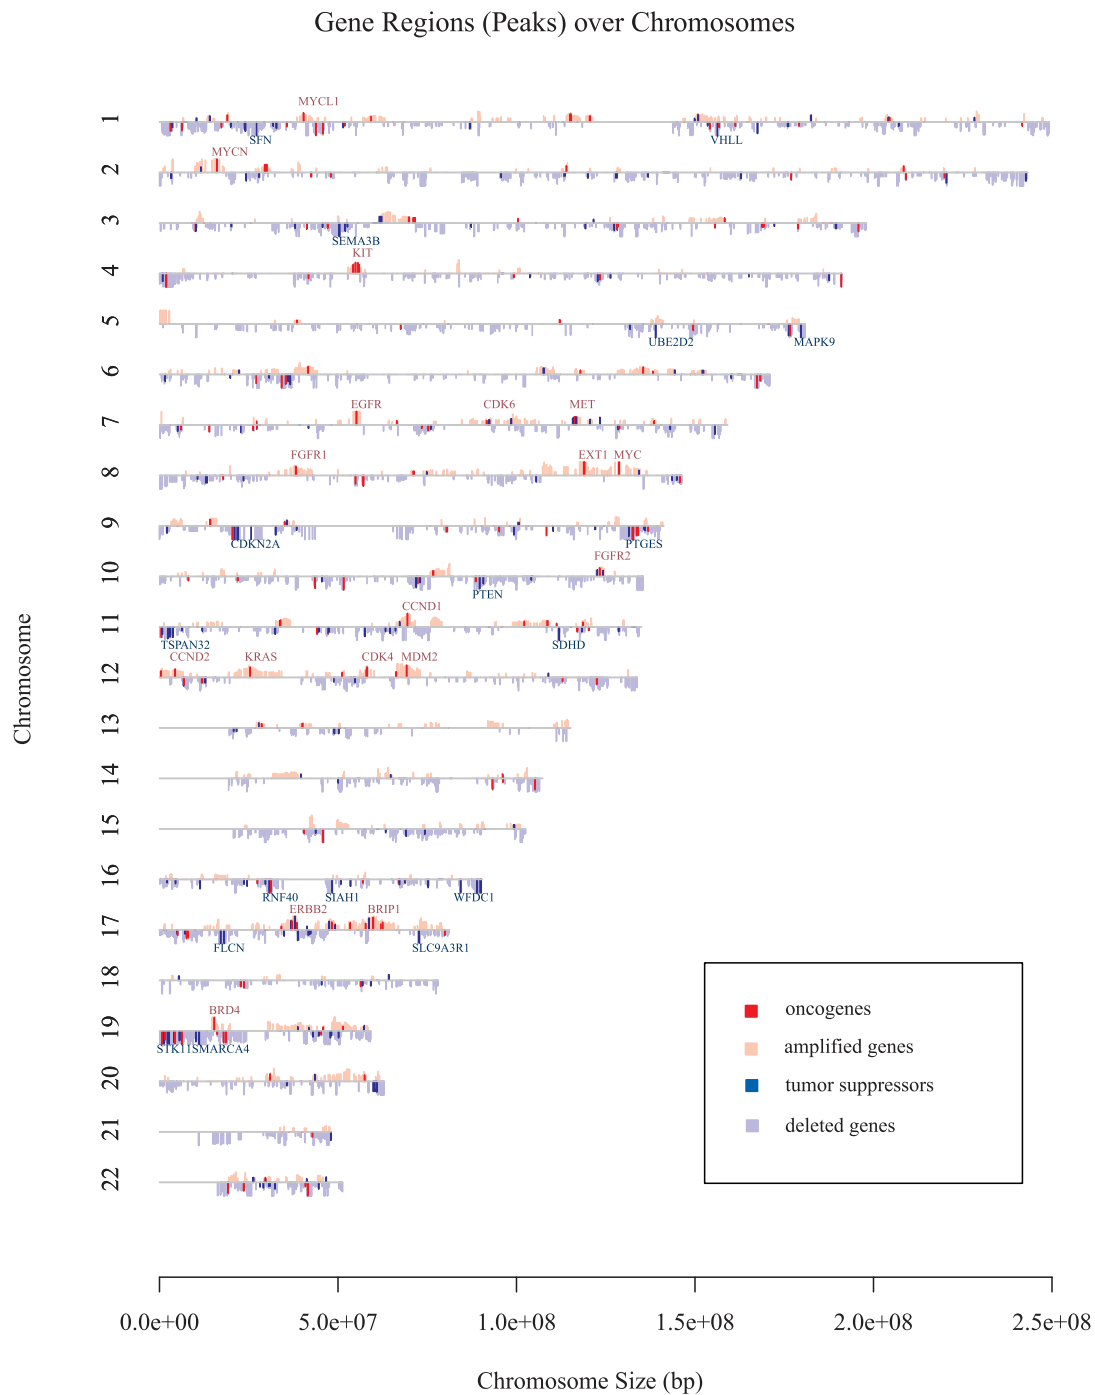 Gene Regions (Peaks) over Chromosomes
Chromosome
1
MYCL1
SFN
VHLL
2
MYCN
3
SEMA3B
4
KIT
5
UBE2D2
MAPK9
6
7
EGFR
CDK6
MET
8
FGFR1
EXT1
MYC
9
CDKN2A
PTGES
10
FGFR2
PTEN
11
CCND1
TSPAN32
SDHD
12
CCND2
KRAS
CDK4
MDM2
13
14
15
16
RNF40
SIAH1
WFDC1
17
ERBB2
BRIP1
FLCN
SLC9A3R1
18
19
BRD4
STK11
SMARCA4
20
21
22
oncogenes
amplified genes
tumor suppressors
deleted genes
0.0e+00
5.0e+07
1.0e+08
1.5e+08
2.0e+08
2.5e+08
Chromosome Size (bp)